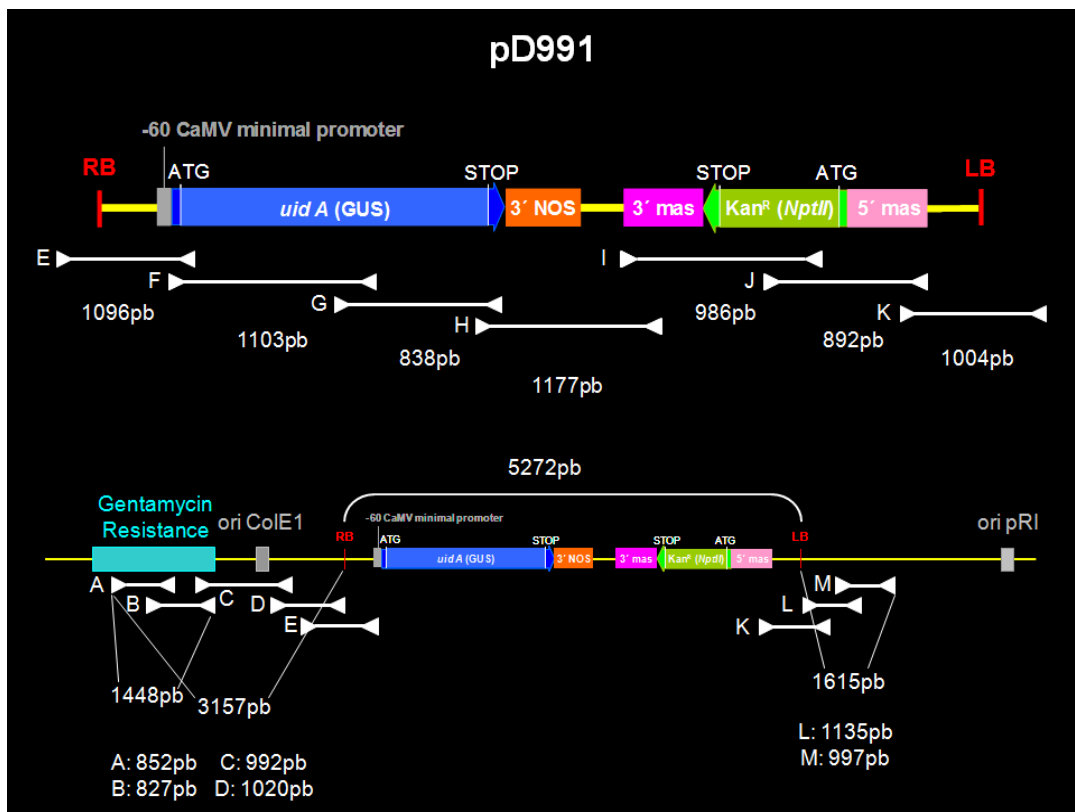 pD991
-60 CaMV minimal promoter
RB
ATG
STOP
STOP
ATG
LB
uid A (GUS)
3´ NOS
3´ mas
Kanᴿ (NptII)
5´ mas
E
F
G
H
I
J
K
1096pb
1103pb
838pb
1177pb
986pb
892pb
1004pb
5272pb
Gentamycin
Resistance
ori ColE1
RB
-60 CaMV minimal promoter
ATG
STOP
STOP
ATG
LB
ori pRI
uid A (GUS)
3´ NOS
3´ mas
Kanᴿ (NptII)
5´ mas
A
B
C
D
E
K
L
M
1448pb
3157pb
1615pb
A: 852pb C: 992pb
B: 827pb D: 1020pb
L: 1135pb
M: 997pb